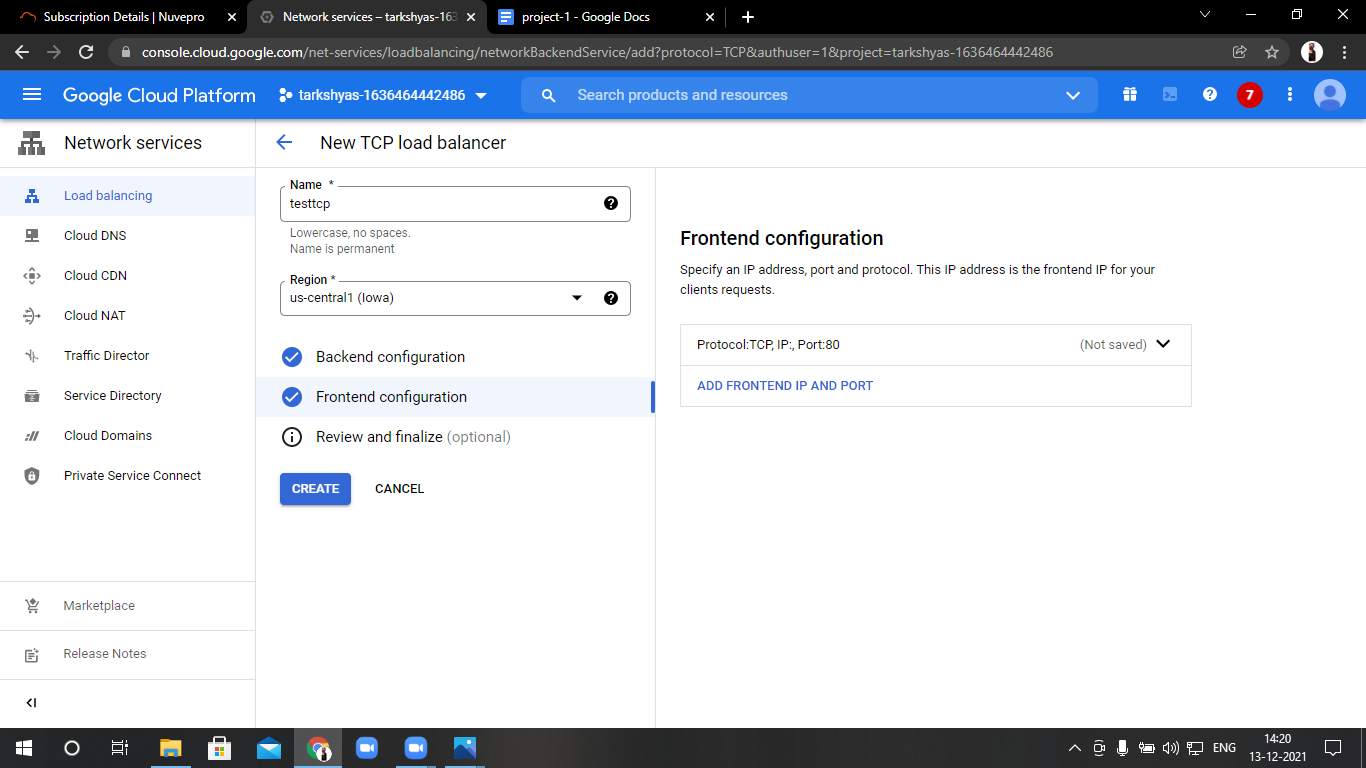 Subscription Details | Nuvepro
Network services – tarkshyas-163
project-1 - Google Docs
console.cloud.google.com/net-services/loadbalancing/networkBackendService/add?protocol=TCP&authuser=1&project=tarkshyas-1636464442486
Google Cloud Platform
tarkshyas-1636464442486
Search products and resources
7
Network services
New TCP load balancer
Load balancing
Cloud DNS
Cloud CDN
Cloud NAT
Traffic Director
Service Directory
Cloud Domains
Private Service Connect
Marketplace
Release Notes
Name *
testtcp
Lowercase, no spaces.
Name is permanent
Region *
us-central1 (Iowa)
Backend configuration
Frontend configuration
Review and finalize (optional)
CREATE
CANCEL
Frontend configuration
Specify an IP address, port and protocol. This IP address is the frontend IP for your
clients requests.
Protocol:TCP, IP:, Port:80
(Not saved)
ADD FRONTEND IP AND PORT
ENG
14:20
13-12-2021